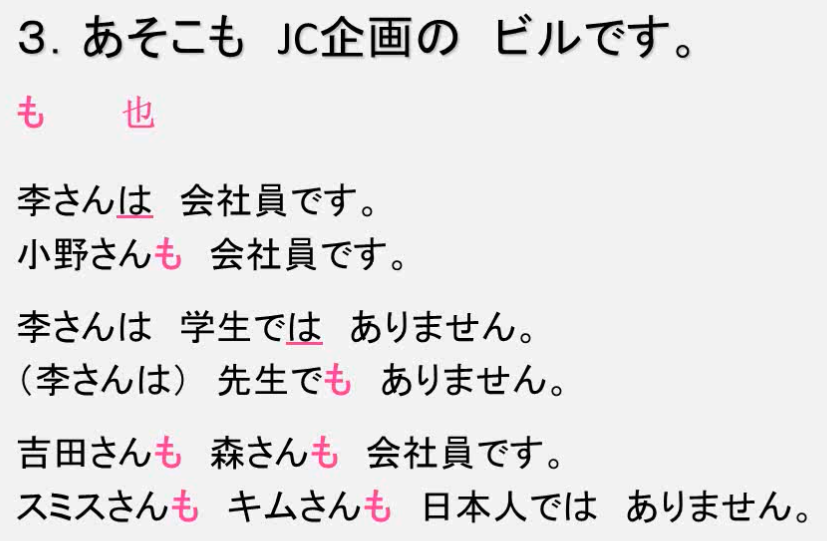 ３．あそこも　JC企画の　ビルです。
も　　也
李さんは　会社員です。
小野さんも　会社員です。
李さんは　学生では　ありません。
（李さんは）　先生でも　ありません。
吉田さんも　森さんも　会社員です。
スミスさんも　キムさんも　日本人では　ありません。